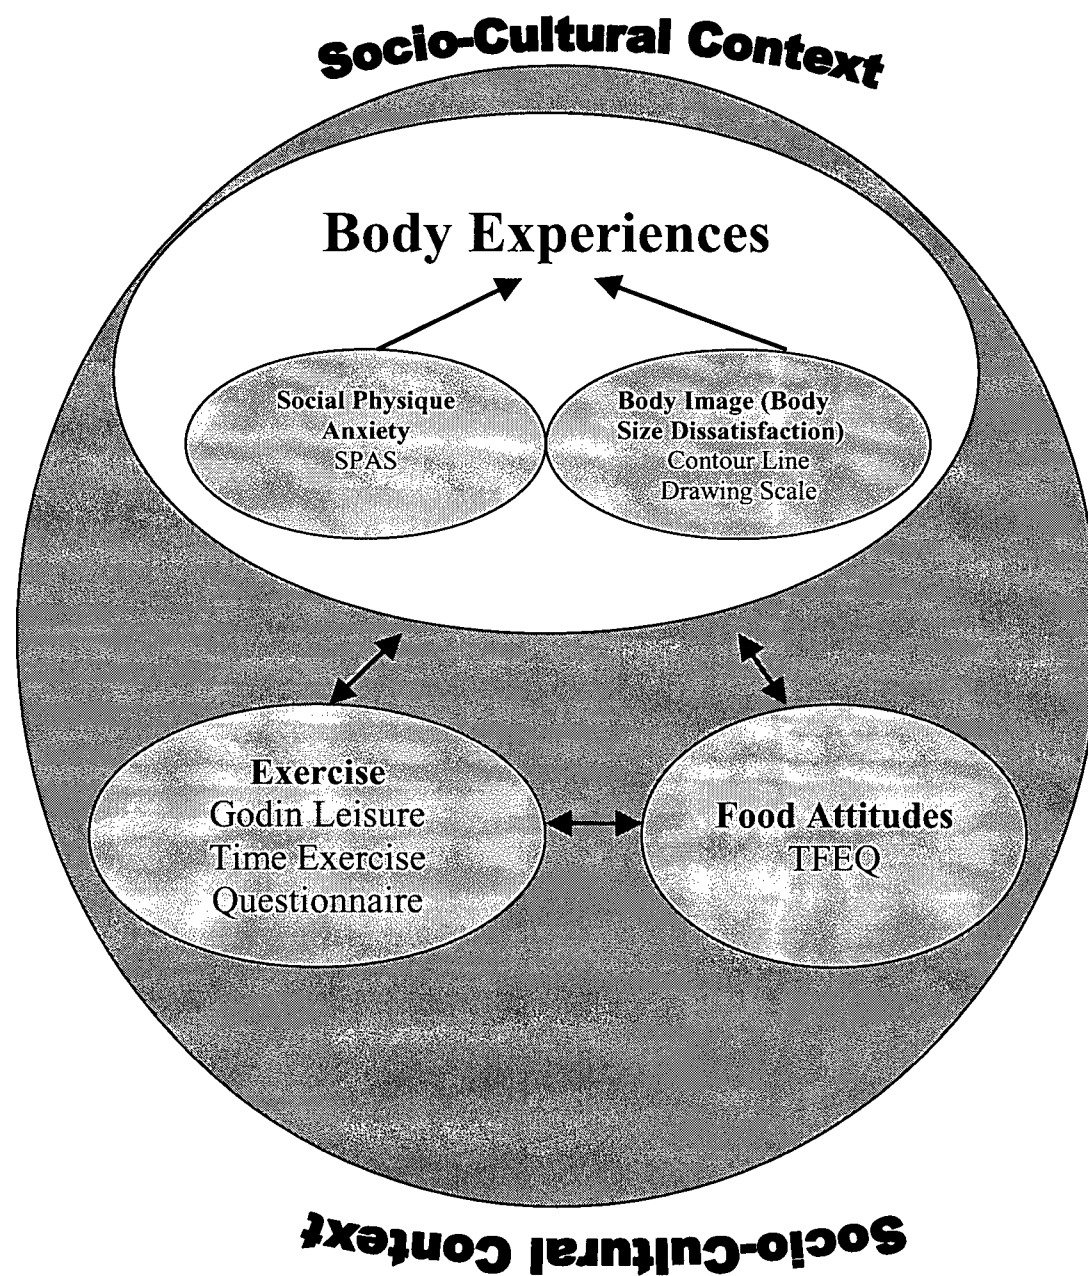 Socio-Cultural Context
Body Experiences
Social Physique
Anxiety
SPAS
Body Image (Body
Size Dissatisfaction)
Contour Line
Drawing Scale
Exercise
Godin Leisure
Time Exercise
Questionnaire
Food Attitudes
TFEQ
Socio-Cultural Context